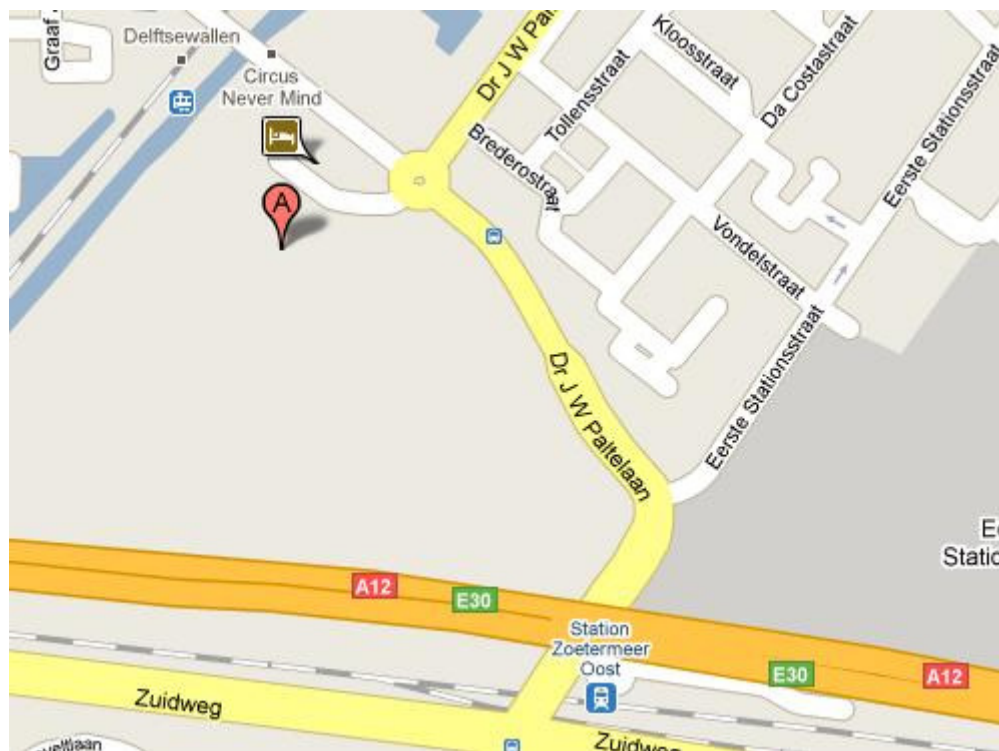 Graaf
Delftsewallen
Circus
Never Mind
A
Dr J W Pal
Kloosstraat
Tollensstraat
Da Costastraat
Brederostraat
Eerste Stationsstraat
Vondelstraat
Dr J W Paltelaan
Eerste Stationsstraat
A12
E30
Station
Zoetermeer
Oost
E30
A12
Zuidweg
Zuidweg